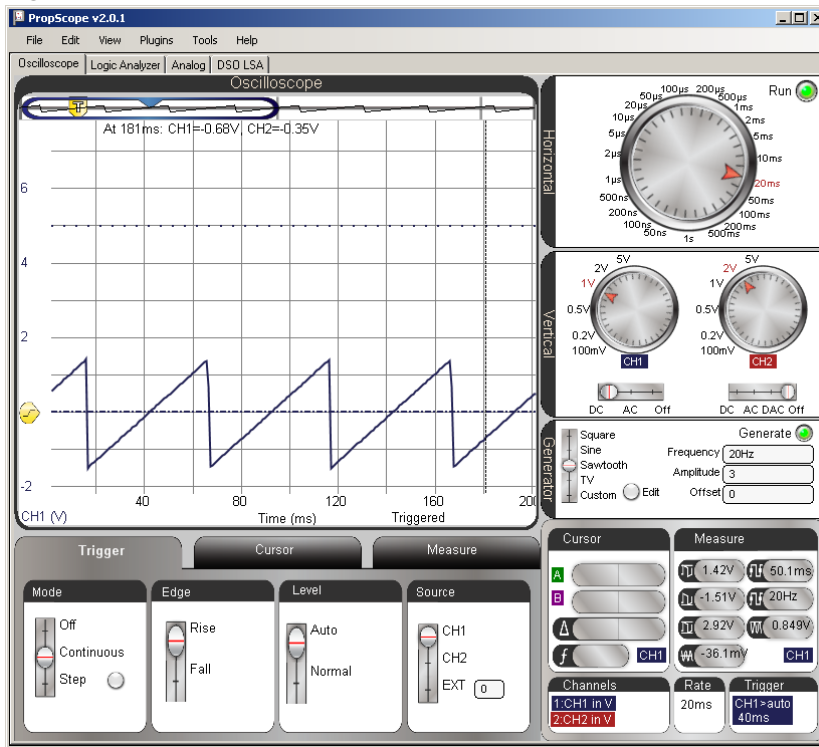 PropScope v2.0.1
File Edit View Plugins Tools Help
Oscilloscope Logic Analyzer Analog DSO LSA
Oscilloscope
T
At 181ms: CH1=-0.68V, CH2=-0.35V
6
4
2
-2
40 80 120 160 200
CH1 (V) Time (ms) Triggered
Horizontal
Run
50ns
100ns
200ns
500ns
1µs
2µs
5µs
10µs
20µs
50µs
100µs
200µs
500µs
1ms
2ms
5ms
10ms
20ms
50ms
100ms
200ms
500ms
1s
Vertical
100mV
0.2V
0.5V
1V
2V
5V
CH1
DC AC Off
100mV
0.2V
0.5V
1V
2V
5V
CH2
DC AC DAC Off
Generator
Square
Sine
Sawtooth
TV
Custom Edit
Generate
Frequency 20Hz
Amplitude 3
Offset 0
Trigger Cursor Measure
Mode
Off
Continuous
Step
Edge
Rise
Fall
Level
Auto
Normal
Source
CH1
CH2
EXT 0
Cursor
A
B
Δ
f CH1
Measure
1.42V 50.1ms
-1.51V 20Hz
2.92V 0.849V
-36.1mV CH1
Channels
1:CH1 in V
2:CH2 in V
Rate
20ms
Trigger
CH1>auto
40ms